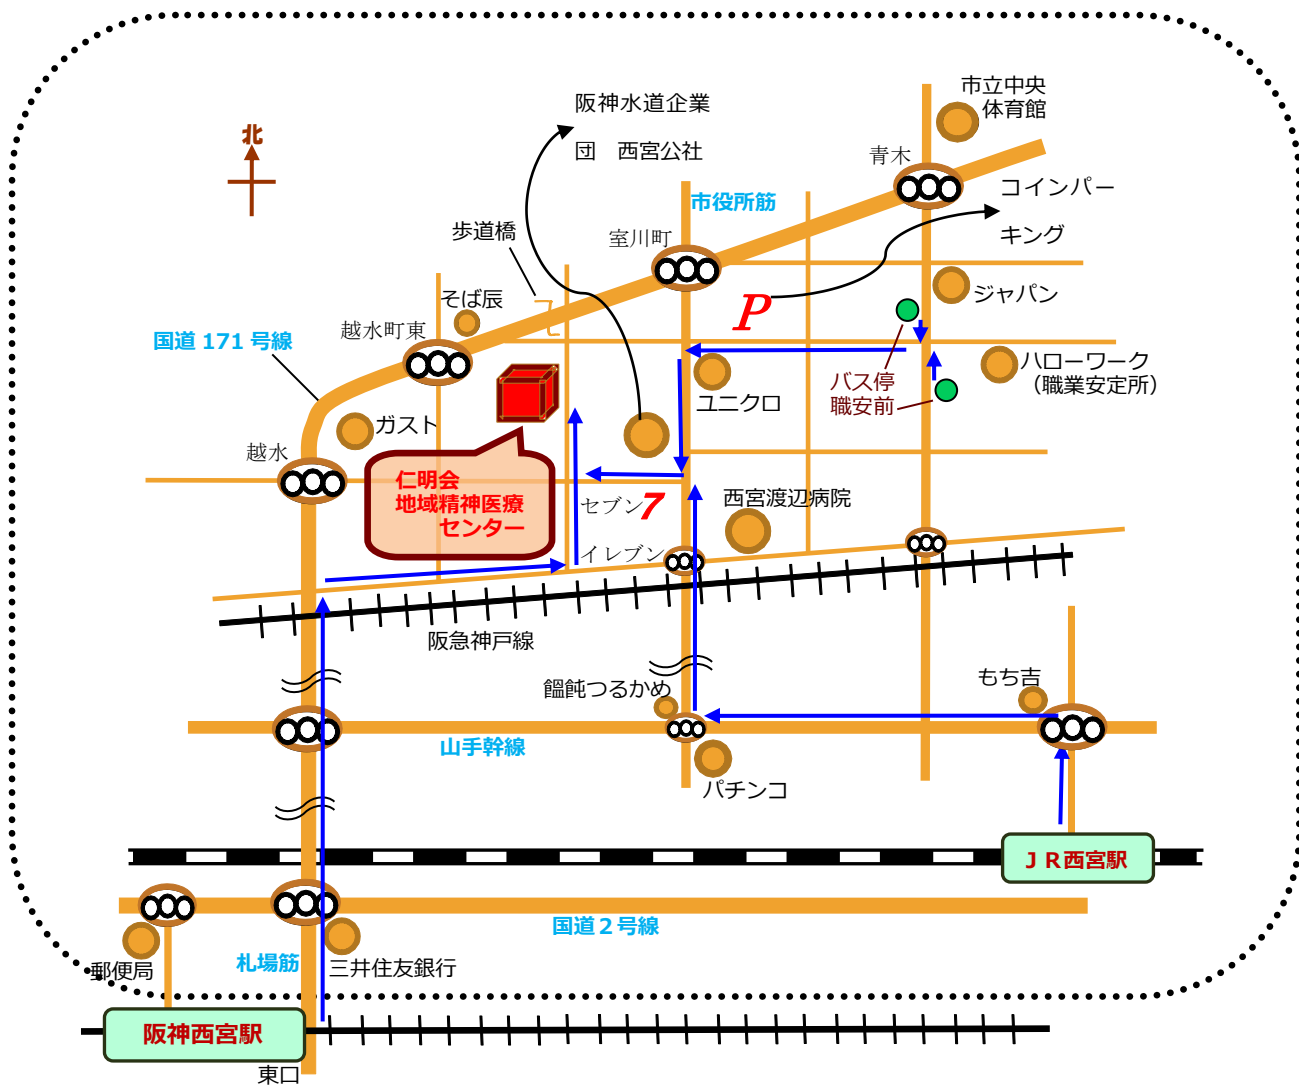 市立中央
体育館
阪神水道企業
団　西宮公社
北
青木
コインパー
キング
市役所筋
歩道橋
室川町
P
ジャパン
そば辰
越水町東
国道 171 号線
バス停
職安前
ハローワーク
（職業安定所）
ユニクロ
ガスト
越水
仁明会
地域精神医療
センター
セブン
7
イレブン
西宮渡辺病院
阪急神戸線
饂飩つるかめ
もち吉
山手幹線
パチンコ
ＪＲ西宮駅
国道２号線
郵便局
札場筋
三井住友銀行
阪神西宮駅
東口